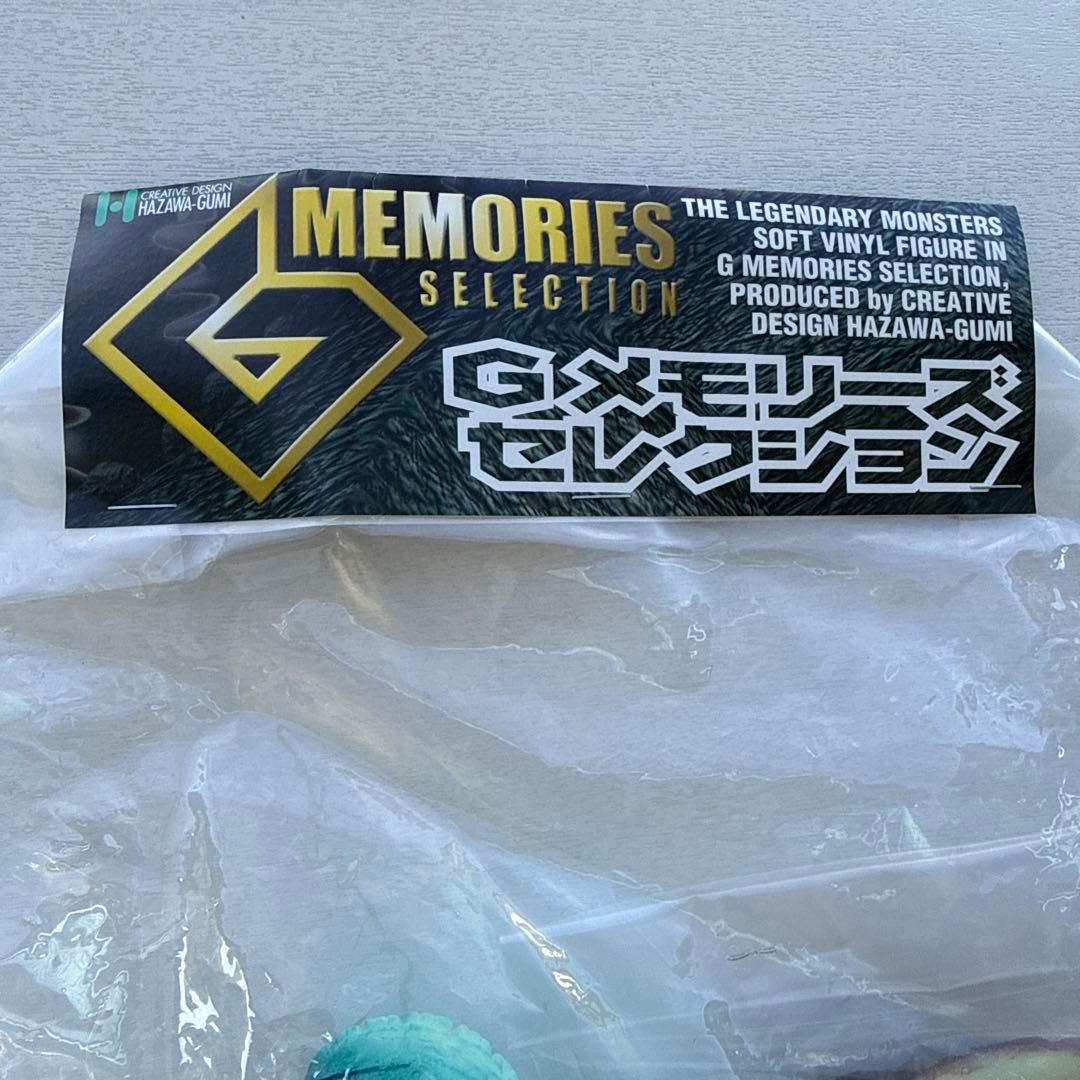 CREATIVE DESIGN
HAZAWA-GUMI
G MEMORIES
SELECTION
THE LEGENDARY MONSTERS
SOFT VINYL FIGURE IN
G MEMORIES SELECTION,
PRODUCED by CREATIVE
DESIGN HAZAWA-GUMI
Gメモリーズ
セレクション